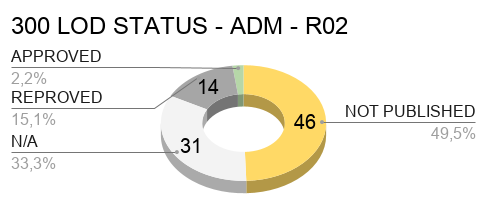 300 LOD STATUS - ADM - R02
APPROVED
2,2%
REPROVED
15,1%
N/A
33,3%
14
31
46
NOT PUBLISHED
49,5%